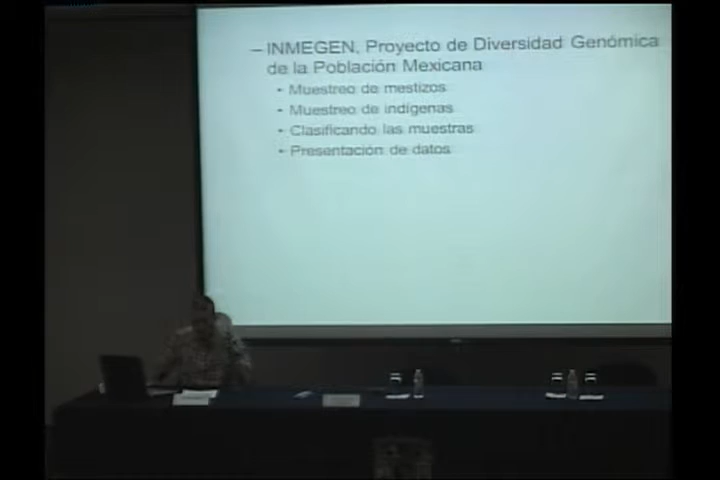 – INMEGEN, Proyecto de Diversidad Genómica
de la Población Mexicana
• Muestreo de mestizos
• Muestreo de indígenas
• Clasificando las muestras
• Presentación de datos